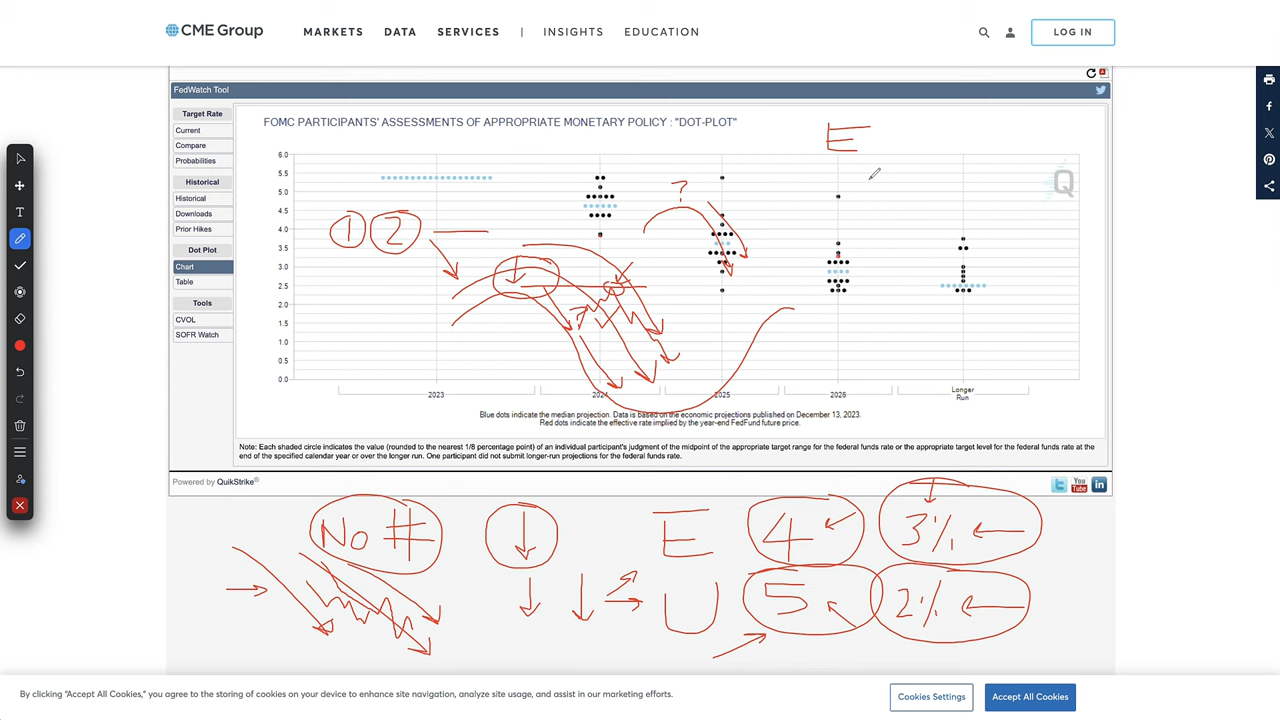 CME Group
MARKETS DATA SERVICES | INSIGHTS EDUCATION
LOG IN
FedWatch Tool
Target Rate
Current
Compare
Probabilities
Historical
Historical
Downloads
Prior Hikes
Dot Plot
Chart
Table
Tools
CVOL
SOFR Watch
FOMC PARTICIPANTS' ASSESSMENTS OF APPROPRIATE MONETARY POLICY : "DOT-PLOT"
E
Q
6.0
5.5
5.0
4.5
4.0
3.5
3.0
2.5
2.0
1.5
1.0
0.5
0.0
?
1 2
2023 2024 2025 2026 Longer Run
Blue dots indicate the median projection. Data is based on the economic projections published on December 13, 2023.
Red dots indicate the effective rate implied by the year-end FedFund future price.
Note: Each shaded circle indicates the value (rounded to the nearest 1/8 percentage point) of an individual participant's judgment of the midpoint of the appropriate target range for the federal funds rate or the appropriate target level for the federal funds rate at the
end of the specified calendar year or over the longer run. One participant did not submit longer-run projections for the federal funds rate.
Powered by QuikStrike®
You Tube
in
No # E 4 3%
U 5 2%
By clicking "Accept All Cookies," you agree to the storing of cookies on your device to enhance site navigation, analyze site usage, and assist in our marketing efforts.
Cookies Settings
Accept All Cookies